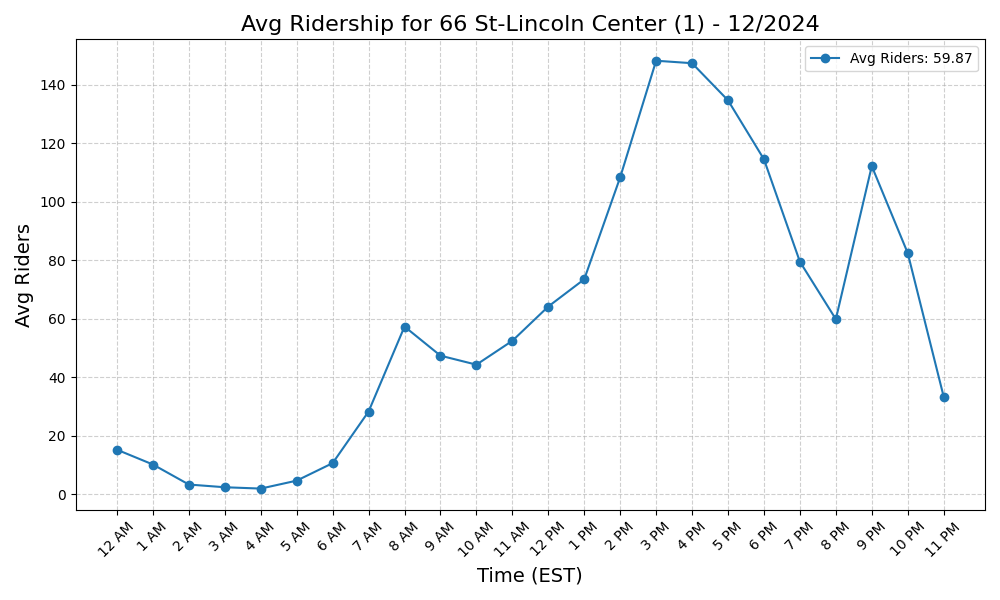 Avg Ridership for 66 St-Lincoln Center (1) - 12/2024
Avg Riders: 59.87
Avg Riders
140
120
100
80
60
40
20
0
12 AM
1 AM
2 AM
3 AM
4 AM
5 AM
6 AM
7 AM
8 AM
9 AM
10 AM
11 AM
12 PM
1 PM
2 PM
3 PM
4 PM
5 PM
6 PM
7 PM
8 PM
9 PM
10 PM
11 PM
Time (EST)